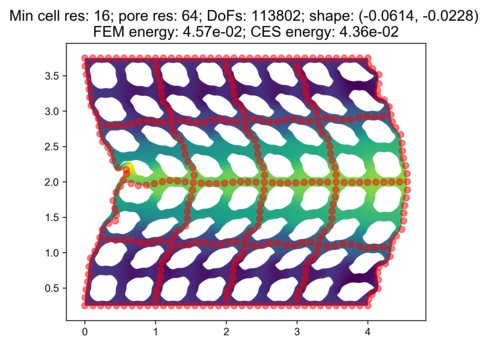 Min cell res: 16; pore res: 64; DoFs: 113802; shape: (-0.0614, -0.0228)
FEM energy: 4.57e-02; CES energy: 4.36e-02
3.5
3.0
2.5
2.0
1.5
1.0
0.5
0 1 2 3 4